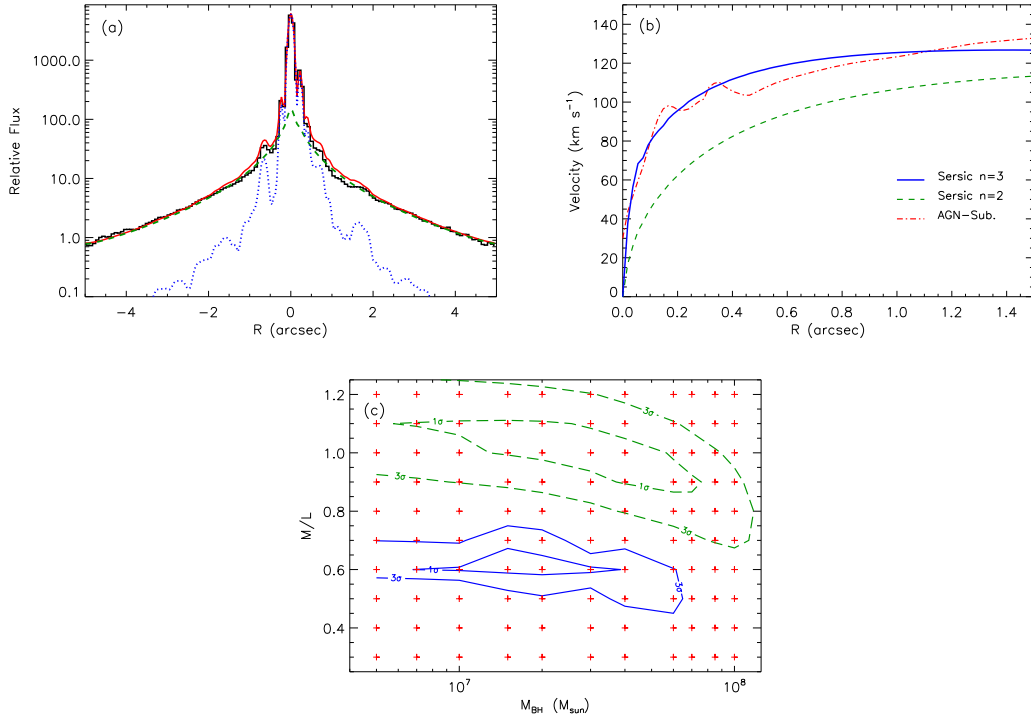 (a)
Relative Flux
1000.0
100.0
10.0
1.0
0.1
−4
−2
0
2
4
R (arcsec)
(b)
Velocity (km s⁻¹)
140
120
100
80
60
40
20
0
0.0
0.2
0.4
0.6
0.8
1.0
1.2
1.4
R (arcsec)
Sersic n=3
Sersic n=2
AGN−Sub.
(c)
M/L
1.2
1.0
0.8
0.6
0.4
3σ
1σ
3σ
1σ
3σ
1σ
3σ
3σ
10⁷
10⁸
M_BH (M_sun)